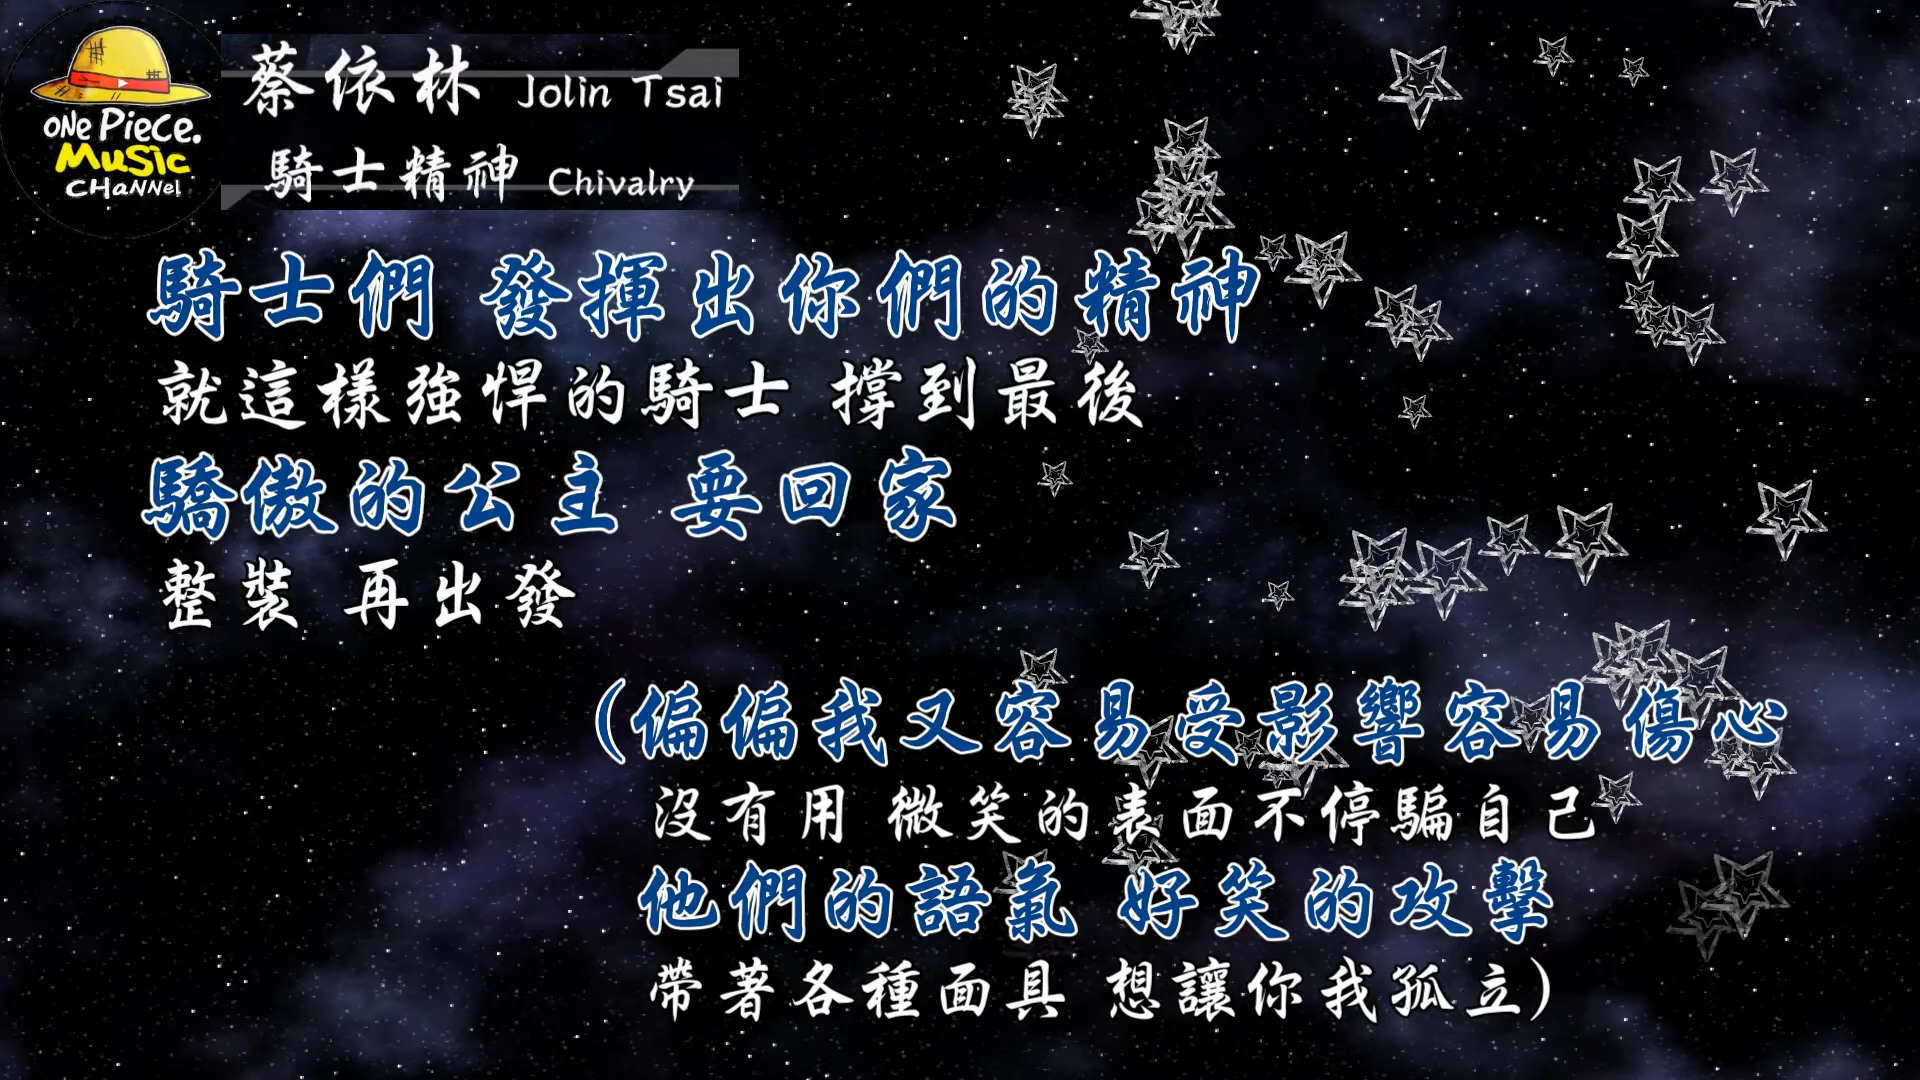 ONE PIECE.
MUSIC
CHANNEL
蔡依林 Jolin Tsai
騎士精神 Chivalry
騎士們 發揮出你們的精神
就這樣強悍的騎士 撐到最後
驕傲的公主 要回家
整裝 再出發
(偏偏我又容易受影響容易傷心
沒有用 微笑的表面不停騙自己
他們的語氣 好笑的攻擊
帶著各種面具 想讓你我孤立)